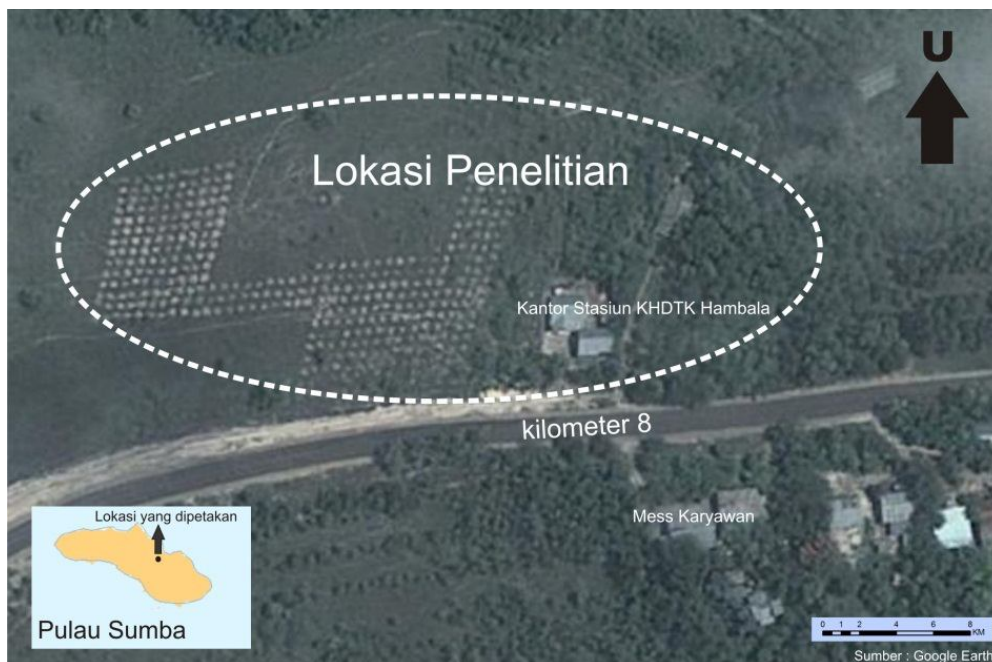 U
Lokasi Penelitian
Kantor Stasiun KHDTK Hambala
kilometer 8
Mess Karyawan
Lokasi yang dipetakan
Pulau Sumba
0 1 2 4 6 8
KM
Sumber : Google Earth